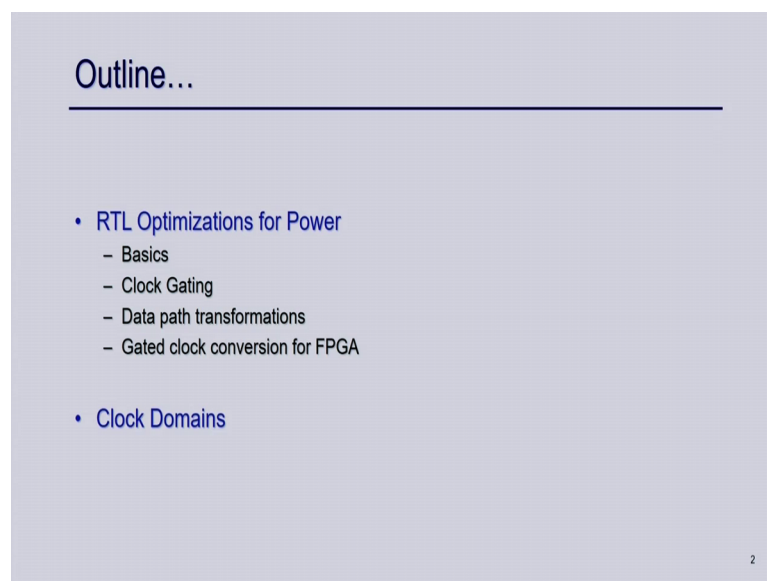 Outline…
• RTL Optimizations for Power
– Basics
– Clock Gating
– Data path transformations
– Gated clock conversion for FPGA
• Clock Domains
2